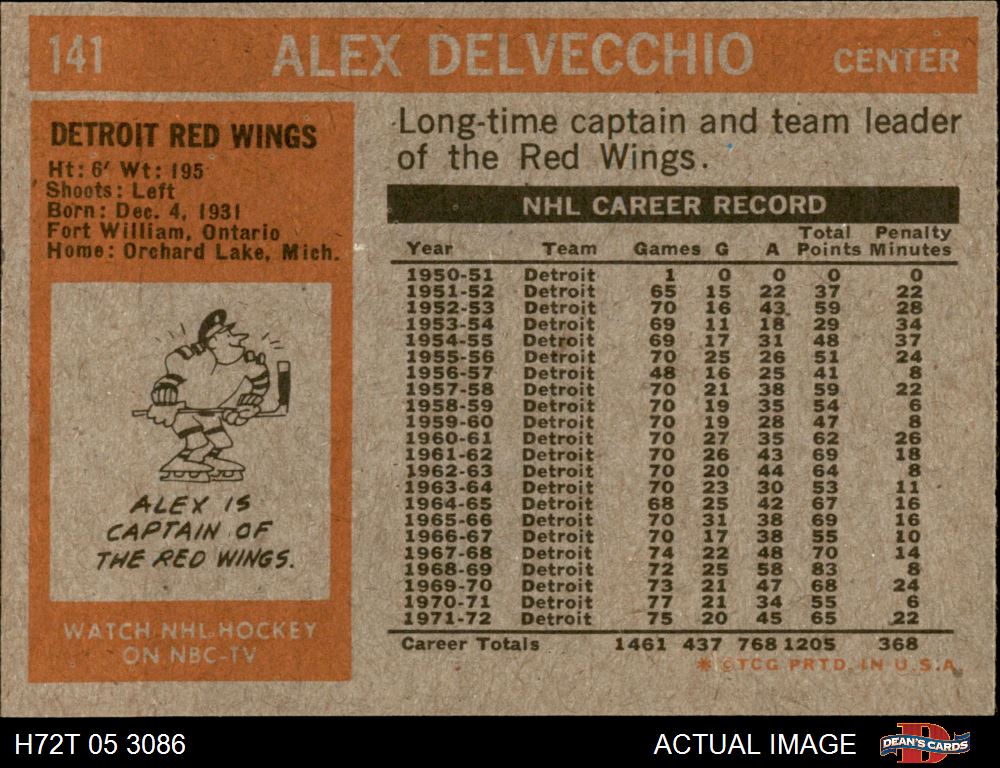 141 ALEX DELVECCHIO CENTER
DETROIT RED WINGS
Ht: 6' Wt: 195
Shoots: Left
Born: Dec. 4, 1931
Fort William, Ontario
Home: Orchard Lake, Mich.
ALEX IS
CAPTAIN OF
THE RED WINGS.
WATCH NHL HOCKEY
ON NBC-TV
Long-time captain and team leader
of the Red Wings.
NHL CAREER RECORD
Year Team Games G A Total Points Penalty Minutes
1950-51 Detroit 1 0 0 0 0
1951-52 Detroit 65 15 22 37 22
1952-53 Detroit 70 16 43 59 28
1953-54 Detroit 69 11 18 29 34
1954-55 Detroit 69 17 31 48 37
1955-56 Detroit 70 25 26 51 24
1956-57 Detroit 48 16 25 41 8
1957-58 Detroit 70 21 38 59 22
1958-59 Detroit 70 19 35 54 6
1959-60 Detroit 70 19 28 47 8
1960-61 Detroit 70 27 35 62 26
1961-62 Detroit 70 26 43 69 18
1962-63 Detroit 70 20 44 64 8
1963-64 Detroit 70 23 30 53 11
1964-65 Detroit 68 25 42 67 16
1965-66 Detroit 70 31 38 69 16
1966-67 Detroit 70 17 38 55 10
1967-68 Detroit 74 22 48 70 14
1968-69 Detroit 72 25 58 83 8
1969-70 Detroit 73 21 47 68 24
1970-71 Detroit 77 21 34 55 6
1971-72 Detroit 75 20 45 65 22
Career Totals 1461 437 768 1205 368
* ©TCG PRTD. IN U.S.A.
H72T 05 3086 ACTUAL IMAGE DEAN'S CARDS